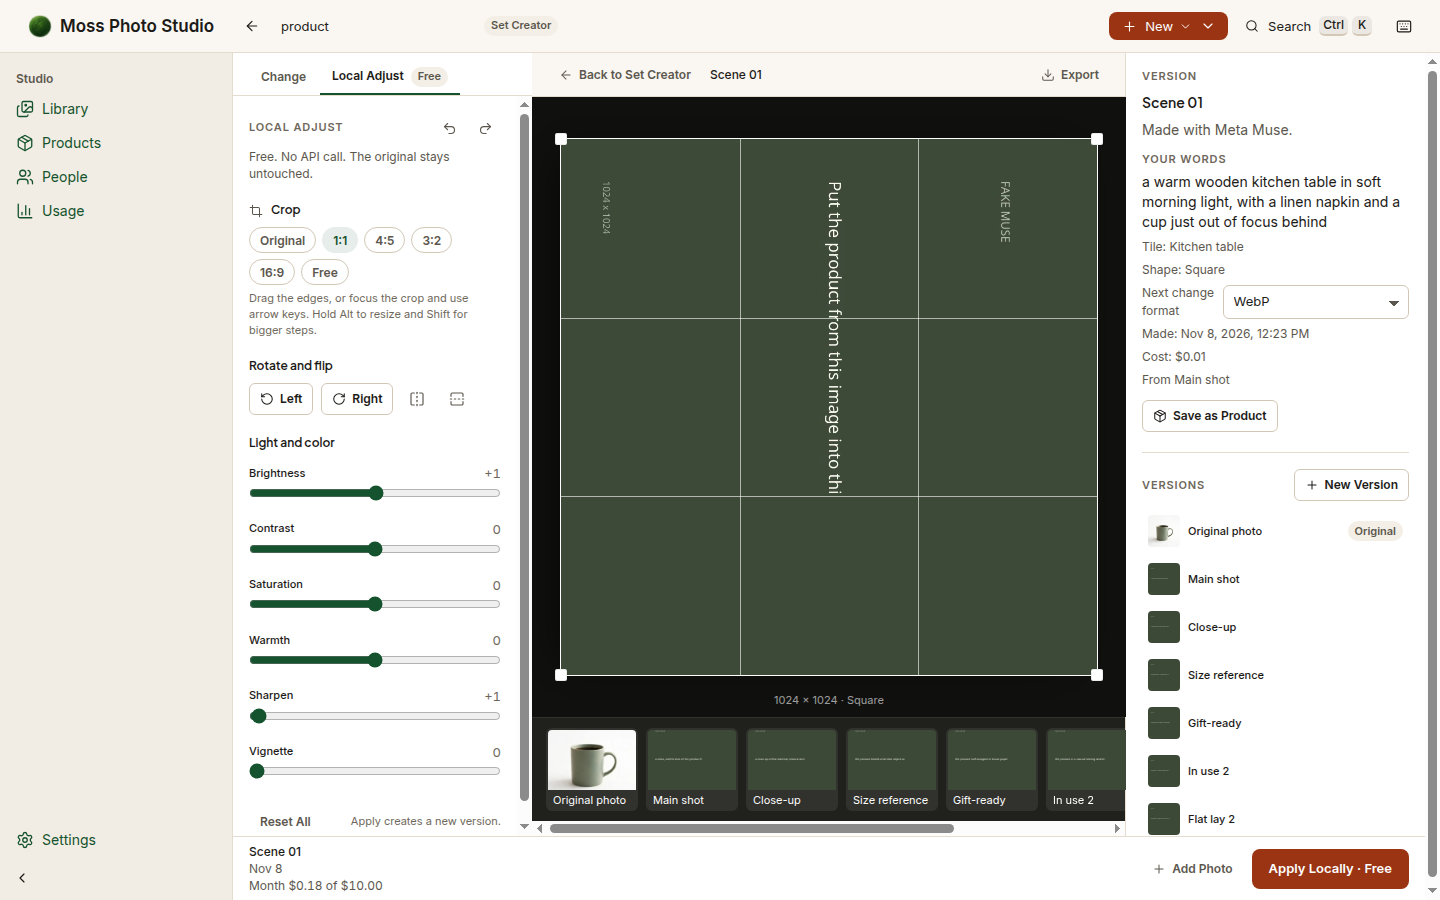 Moss Photo Studio
product
Set Creator
New
Search
Ctrl
K
Studio
Library
Products
People
Usage
Settings
Change
Local Adjust
Free
LOCAL ADJUST
Free. No API call. The original stays
untouched.
Crop
Original
1:1
4:5
3:2
16:9
Free
Drag the edges, or focus the crop and use
arrow keys. Hold Alt to resize and Shift for
bigger steps.
Rotate and flip
Left
Right
Light and color
Brightness
+1
Contrast
0
Saturation
0
Warmth
0
Sharpen
+1
Vignette
0
Reset All
Apply creates a new version.
Back to Set Creator
Scene 01
Export
1024 x 1024
Put the product from this image into thi
FAKE MUSE
1024 × 1024 · Square
Original photo
Main shot
Close-up
Size reference
Gift-ready
In use 2
VERSION
Scene 01
Made with Meta Muse.
YOUR WORDS
a warm wooden kitchen table in soft
morning light, with a linen napkin and a
cup just out of focus behind
Tile: Kitchen table
Shape: Square
Next change
format
WebP
Made: Nov 8, 2026, 12:23 PM
Cost: $0.01
From Main shot
Save as Product
VERSIONS
New Version
Original photo
Original
Main shot
Close-up
Size reference
Gift-ready
In use 2
Flat lay 2
Scene 01
Nov 8
Month $0.18 of $10.00
Add Photo
Apply Locally · Free